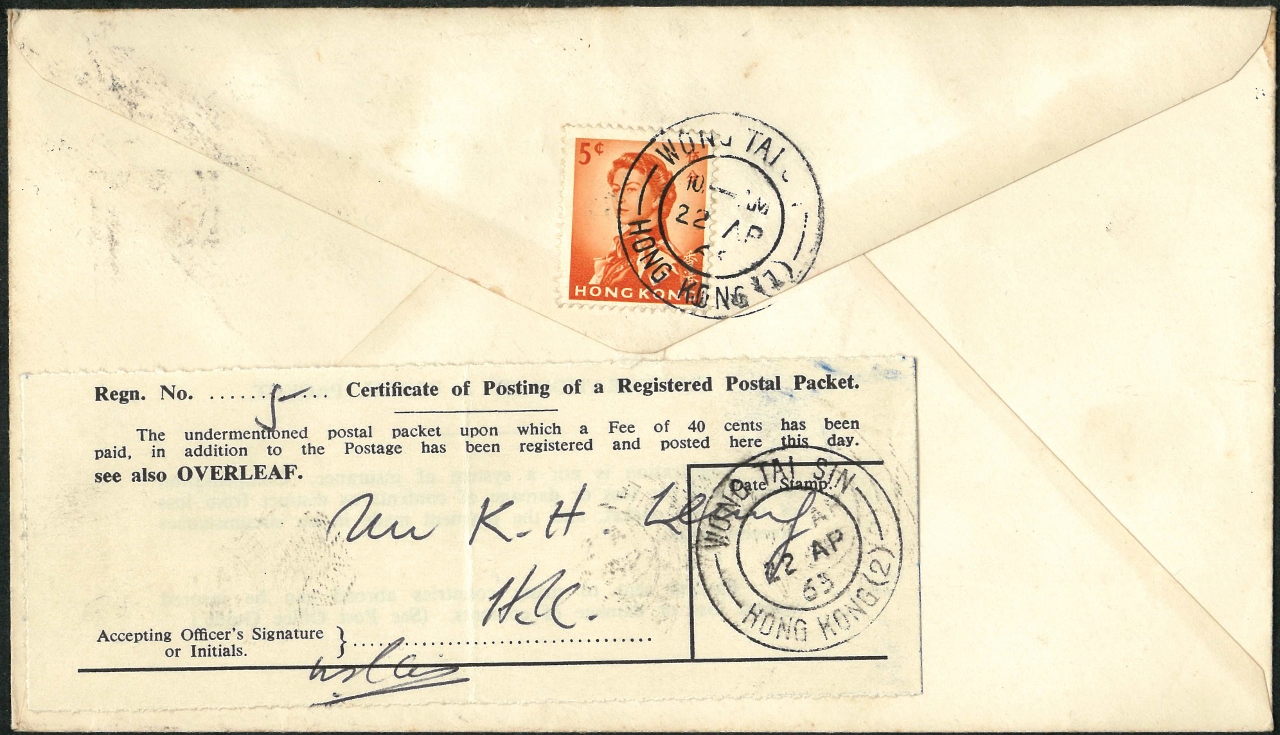 5¢
HONG KONG
WONG TAI
10
22 AP
HONG KONG (1)
Regn. No. ............ Certificate of Posting of a Registered Postal Packet.
5
The undermentioned postal packet upon which a Fee of 40 cents has been
paid, in addition to the Postage has been registered and posted here this day.
see also OVERLEAF.
Date Stamp.
WONG TAI SIN
22 AP
63
HONG KONG (2)
Mr K. H. Leung
H.K.
Accepting Officer's Signature
or Initials.